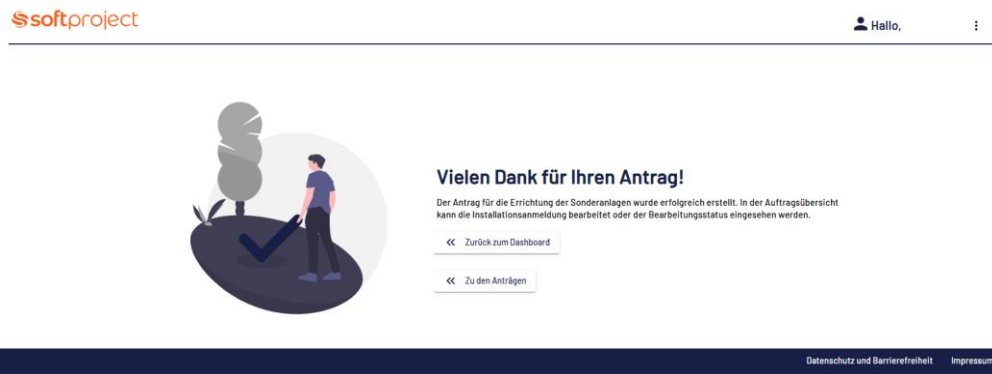 softproject
Hallo,
Vielen Dank für Ihren Antrag!
Der Antrag für die Errichtung der Sonderanlagen wurde erfolgreich erstellt. In der Auftragsübersicht
kann die Installationsanmeldung bearbeitet oder der Bearbeitungsstatus eingesehen werden.
Zurück zum Dashboard
Zu den Anträgen
Datenschutz und Barrierefreiheit Impressum